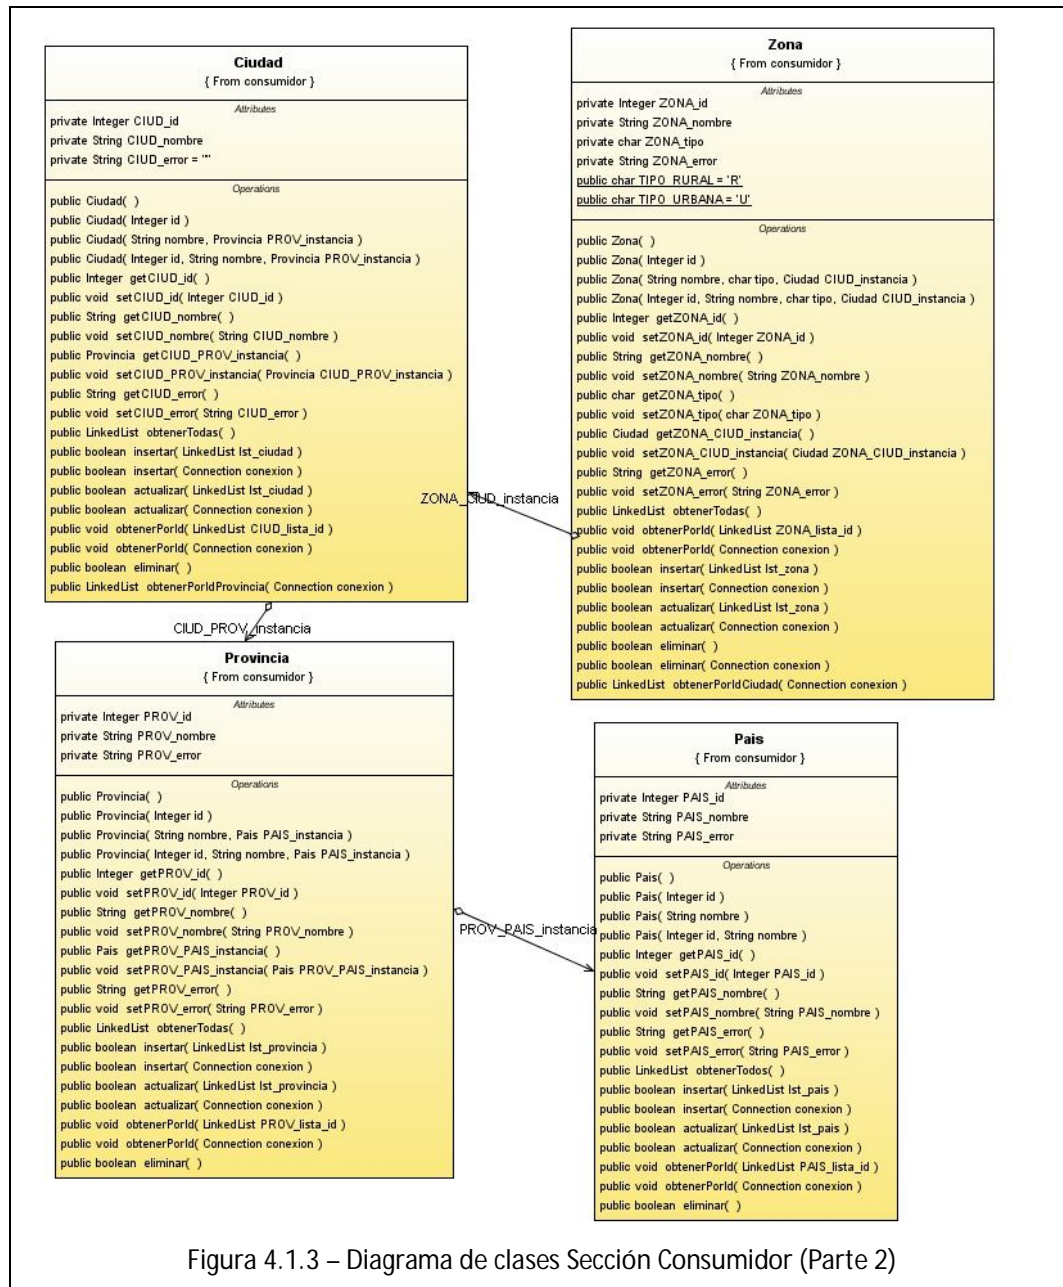 Ciudad
{ From consumidor }
Attributes
private Integer CIUD_id
private String CIUD_nombre
private String CIUD_error = ""
Operations
public Ciudad( )
public Ciudad( Integer id )
public Ciudad( String nombre, Provincia PROV_instancia )
public Ciudad( Integer id, String nombre, Provincia PROV_instancia )
public Integer getCIUD_id( )
public void setCIUD_id( Integer CIUD_id )
public String getCIUD_nombre( )
public void setCIUD_nombre( String CIUD_nombre )
public Provincia getCIUD_PROV_instancia( )
public void setCIUD_PROV_instancia( Provincia CIUD_PROV_instancia )
public String getCIUD_error( )
public void setCIUD_error( String CIUD_error )
public LinkedList obtenerTodas( )
public boolean insertar( LinkedList lst_ciudad )
public boolean insertar( Connection conexion )
public boolean actualizar( LinkedList lst_ciudad )
public boolean actualizar( Connection conexion )
public void obtenerPorId( LinkedList CIUD_lista_id )
public void obtenerPorId( Connection conexion )
public boolean eliminar( )
public LinkedList obtenerPorIdProvincia( Connection conexion )
Zona
{ From consumidor }
Attributes
private Integer ZONA_id
private String ZONA_nombre
private char ZONA_tipo
private String ZONA_error
public char TIPO_RURAL = 'R'
public char TIPO_URBANA = 'U'
Operations
public Zona( )
public Zona( Integer id )
public Zona( String nombre, char tipo, Ciudad CIUD_instancia )
public Zona( Integer id, String nombre, char tipo, Ciudad CIUD_instancia )
public Integer getZONA_id( )
public void setZONA_id( Integer ZONA_id )
public String getZONA_nombre( )
public void setZONA_nombre( String ZONA_nombre )
public char getZONA_tipo( )
public void setZONA_tipo( char ZONA_tipo )
public Ciudad getZONA_CIUD_instancia( )
public void setZONA_CIUD_instancia( Ciudad ZONA_CIUD_instancia )
public String getZONA_error( )
public void setZONA_error( String ZONA_error )
public LinkedList obtenerTodas( )
public void obtenerPorId( LinkedList ZONA_lista_id )
public void obtenerPorId( Connection conexion )
public boolean insertar( LinkedList lst_zona )
public boolean insertar( Connection conexion )
public boolean actualizar( LinkedList lst_zona )
public boolean actualizar( Connection conexion )
public boolean eliminar( )
public boolean eliminar( Connection conexion )
public LinkedList obtenerPorIdCiudad( Connection conexion )
ZONA_CIUD_instancia
CIUD_PROV_instancia
Provincia
{ From consumidor }
Attributes
private Integer PROV_id
private String PROV_nombre
private String PROV_error
Operations
public Provincia( )
public Provincia( Integer id )
public Provincia( String nombre, Pais PAIS_instancia )
public Provincia( Integer id, String nombre, Pais PAIS_instancia )
public Integer getPROV_id( )
public void setPROV_id( Integer PROV_id )
public String getPROV_nombre( )
public void setPROV_nombre( String PROV_nombre )
public Pais getPROV_PAIS_instancia( )
public void setPROV_PAIS_instancia( Pais PROV_PAIS_instancia )
public String getPROV_error( )
public void setPROV_error( String PROV_error )
public LinkedList obtenerTodas( )
public boolean insertar( LinkedList lst_provincia )
public boolean insertar( Connection conexion )
public boolean actualizar( LinkedList lst_provincia )
public boolean actualizar( Connection conexion )
public void obtenerPorId( LinkedList PROV_lista_id )
public void obtenerPorId( Connection conexion )
public boolean eliminar( )
PROV_PAIS_instancia
Pais
{ From consumidor }
Attributes
private Integer PAIS_id
private String PAIS_nombre
private String PAIS_error
Operations
public Pais( )
public Pais( Integer id )
public Pais( String nombre )
public Pais( Integer id, String nombre )
public Integer getPAIS_id( )
public void setPAIS_id( Integer PAIS_id )
public String getPAIS_nombre( )
public void setPAIS_nombre( String PAIS_nombre )
public String getPAIS_error( )
public void setPAIS_error( String PAIS_error )
public LinkedList obtenerTodos( )
public boolean insertar( LinkedList lst_pais )
public boolean insertar( Connection conexion )
public boolean actualizar( LinkedList lst_pais )
public boolean actualizar( Connection conexion )
public void obtenerPorId( LinkedList PAIS_lista_id )
public void obtenerPorId( Connection conexion )
public boolean eliminar( )
Figura 4.1.3 – Diagrama de clases Sección Consumidor (Parte 2)